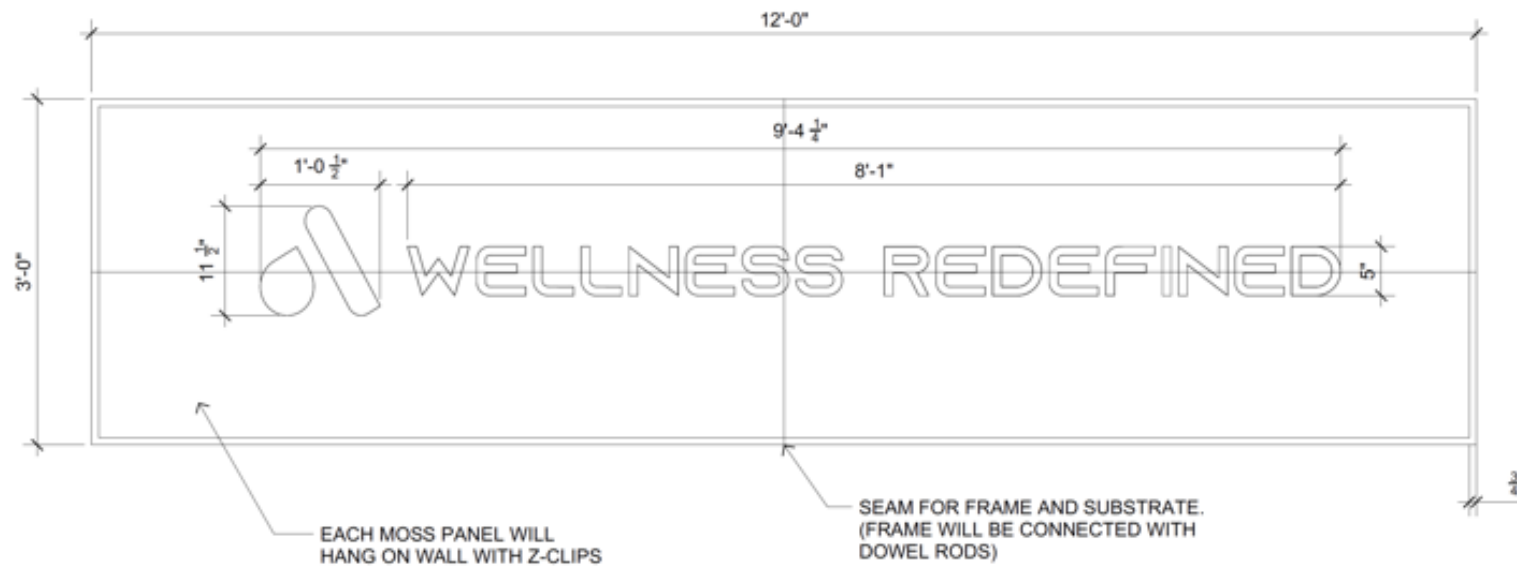 12'-0"
9'-4 1/4"
1'-0 1/2"
8'-1"
3'-0"
11 1/2"
WELLNESS REDEFINED
5"
EACH MOSS PANEL WILL
HANG ON WALL WITH Z-CLIPS
SEAM FOR FRAME AND SUBSTRATE.
(FRAME WILL BE CONNECTED WITH
DOWEL RODS)